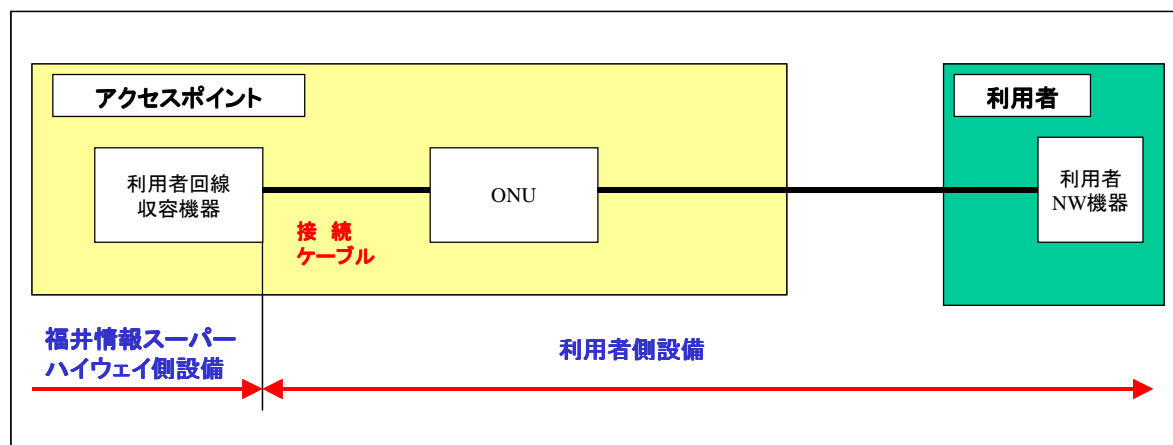 アクセスポイント
利用者
利用者回線
収容機器
ONU
利用者
NW機器
接 続
ケーブル
福井情報スーパー
ハイウェイ側設備
利用者側設備